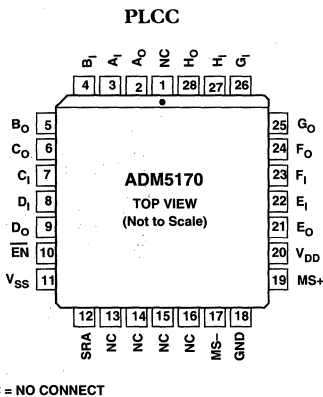 PLCC
B_I A_I A_O NC H_O H_I G_I
4 3 2 1 28 27 26
B_O 5
C_O 6
C_I 7
D_I 8
D_O 9
E̅N̅ 10
V_SS 11
ADM5170
TOP VIEW
(Not to Scale)
25 G_O
24 F_O
23 F_I
22 E_I
21 E_O
20 V_DD
19 MS+
12 13 14 15 16 17 18
SRA NC NC NC NC MS– GND
= NO CONNECT